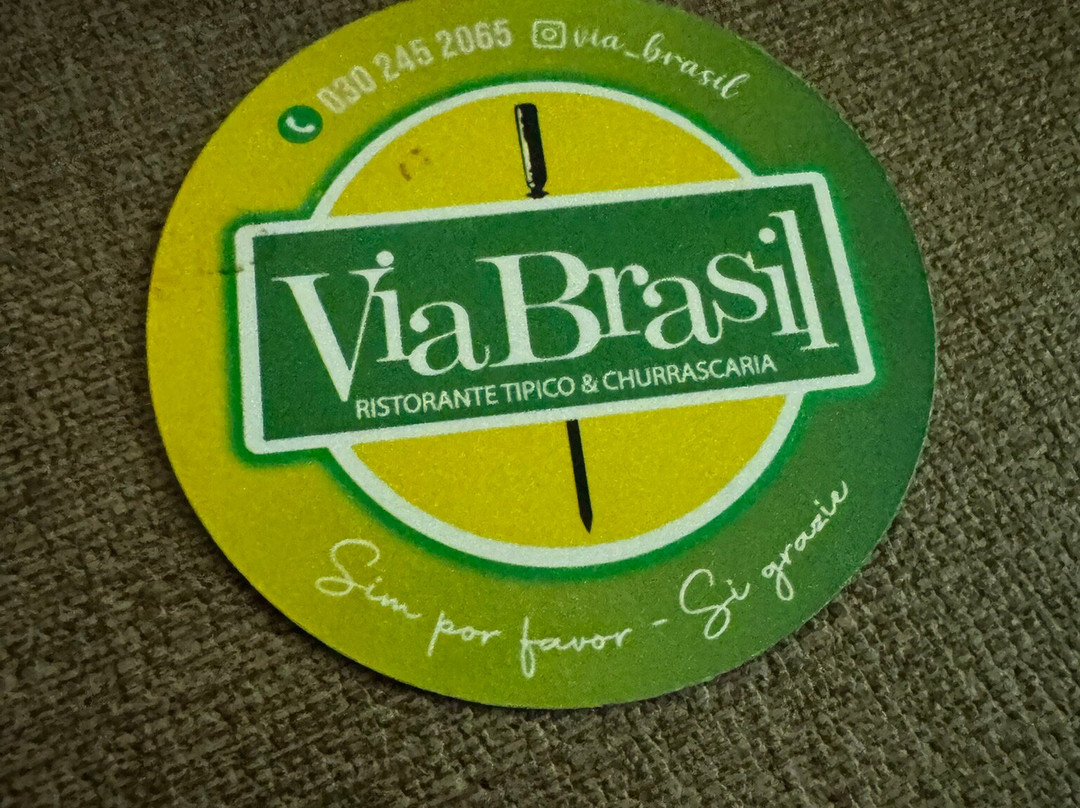 030 245 2065 via_brasil
Via Brasil
RISTORANTE TIPICO & CHURRASCARIA
Sim por favor - Si grazie